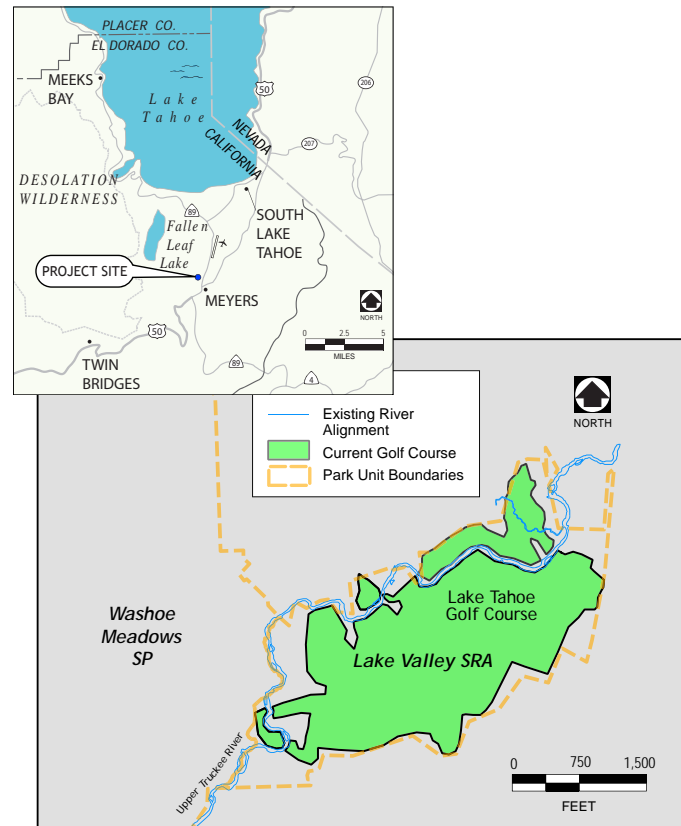 PLACER CO.
EL DORADO CO.
MEEKS
BAY
50
206
Lake
Tahoe
NEVADA
CALIFORNIA
207
DESOLATION
WILDERNESS
89
Fallen
Leaf
Lake
SOUTH
LAKE
TAHOE
PROJECT SITE
MEYERS
NORTH
50
0 2.5 5
MILES
TWIN
BRIDGES
89
4
Existing River
Alignment
Current Golf Course
Park Unit Boundaries
NORTH
Lake Tahoe
Golf Course
Washoe
Meadows
SP
Lake Valley SRA
Upper Truckee River
0 750 1,500
FEET